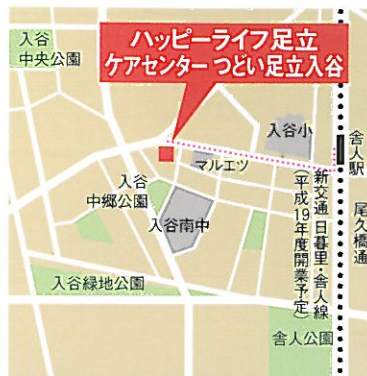 入谷
中央公園
ハッピーライフ足立
ケアセンター つどい足立入谷
入谷小
マルエツ
舎人駅
入谷
中郷公園
入谷南中
新交通 日暮里・舎人線
(平成19年度開業予定)
尾久橋通
入谷緑地公園
舎人公園